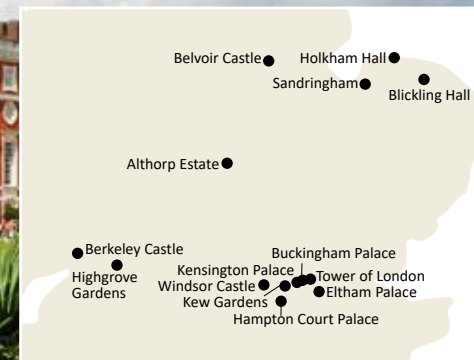 Belvoir Castle
Holkham Hall
Sandringham
Blickling Hall
Althorp Estate
Berkeley Castle
Highgrove
Gardens
Buckingham Palace
Kensington Palace
Tower of London
Windsor Castle
Eltham Palace
Kew Gardens
Hampton Court Palace